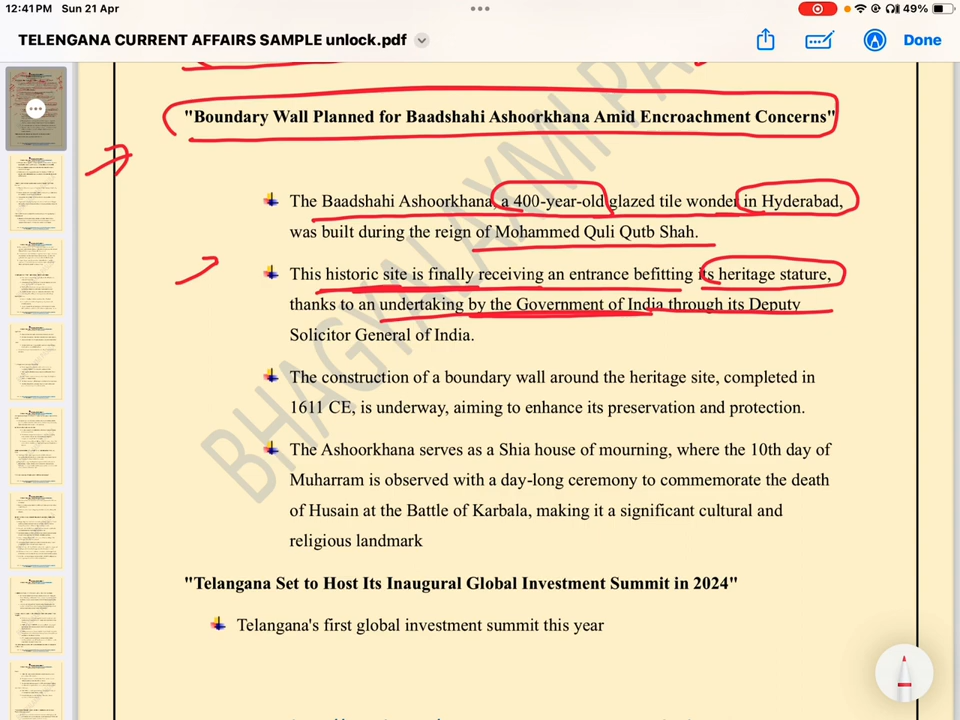 12:41 PM Sun 21 Apr
49%
TELENGANA CURRENT AFFAIRS SAMPLE unlock.pdf
Done
"Boundary Wall Planned for Baadshahi Ashoorkhana Amid Encroachment Concerns"
The Baadshahi Ashoorkhana, a 400-year-old glazed tile wonder in Hyderabad,
was built during the reign of Mohammed Quli Qutb Shah.
This historic site is finally receiving an entrance befitting its heritage stature,
thanks to an undertaking by the Government of India through its Deputy
Solicitor General of India.
The construction of a boundary wall around the heritage site, completed in
1611 CE, is underway, aiming to enhance its preservation and protection.
The Ashoorkhana serves as a Shia house of mourning, where the 10th day of
Muharram is observed with a day-long ceremony to commemorate the death
of Husain at the Battle of Karbala, making it a significant cultural and
religious landmark
"Telangana Set to Host Its Inaugural Global Investment Summit in 2024"
Telangana's first global investment summit this year